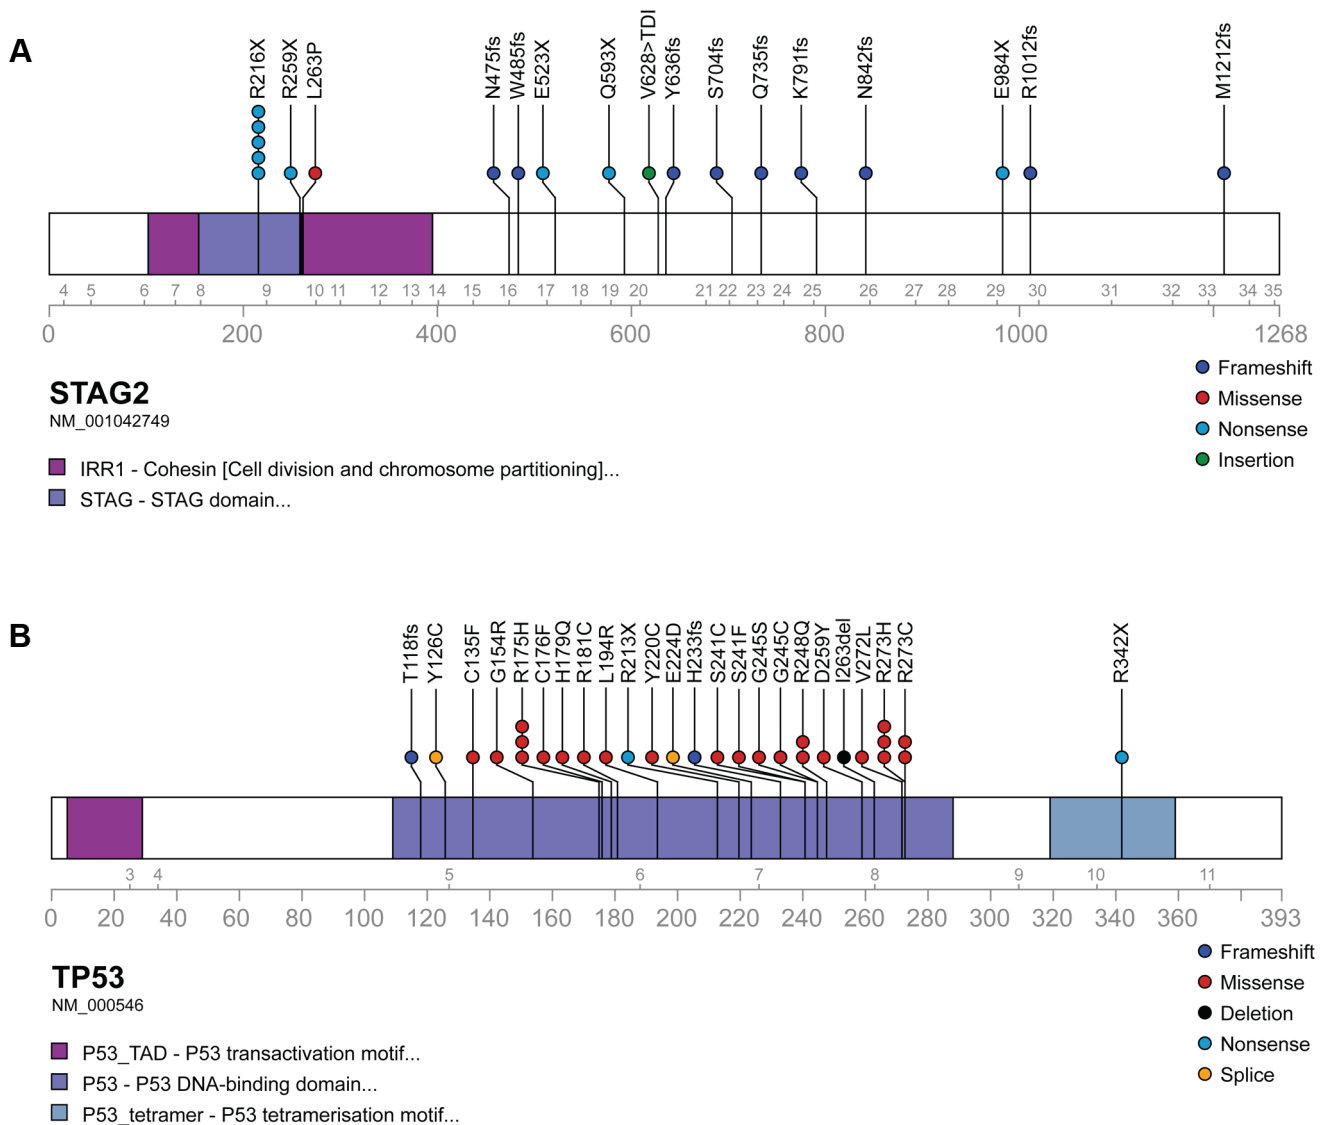 A
R216X
R259X
L263P
N475fs
W485fs
E523X
Q593X
V628>TDI
Y636fs
S704fs
Q735fs
K791fs
N842fs
E984X
R1012fs
M1212fs
4 5 6 7 8 9 10 11 12 13 14 15 16 17 18 19 20 21 22 23 24 25 26 27 28 29 30 31 32 33 34 35
0 200 400 600 800 1000 1268
STAG2
NM_001042749
IRR1 - Cohesin [Cell division and chromosome partitioning]...
STAG - STAG domain...
Frameshift
Missense
Nonsense
Insertion
B
T118fs
Y126C
C135F
G154R
R175H
C176F
H179Q
R181C
L194R
R213X
Y220C
E224D
H233fs
S241C
S241F
G245S
G245C
R248Q
D259Y
I263del
V272L
R273H
R273C
R342X
3 4 5 6 7 8 9 10 11
0 20 40 60 80 100 120 140 160 180 200 220 240 260 280 300 320 340 360 393
TP53
NM_000546
P53_TAD - P53 transactivation motif...
P53 - P53 DNA-binding domain...
P53_tetramer - P53 tetramerisation motif...
Frameshift
Missense
Deletion
Nonsense
Splice